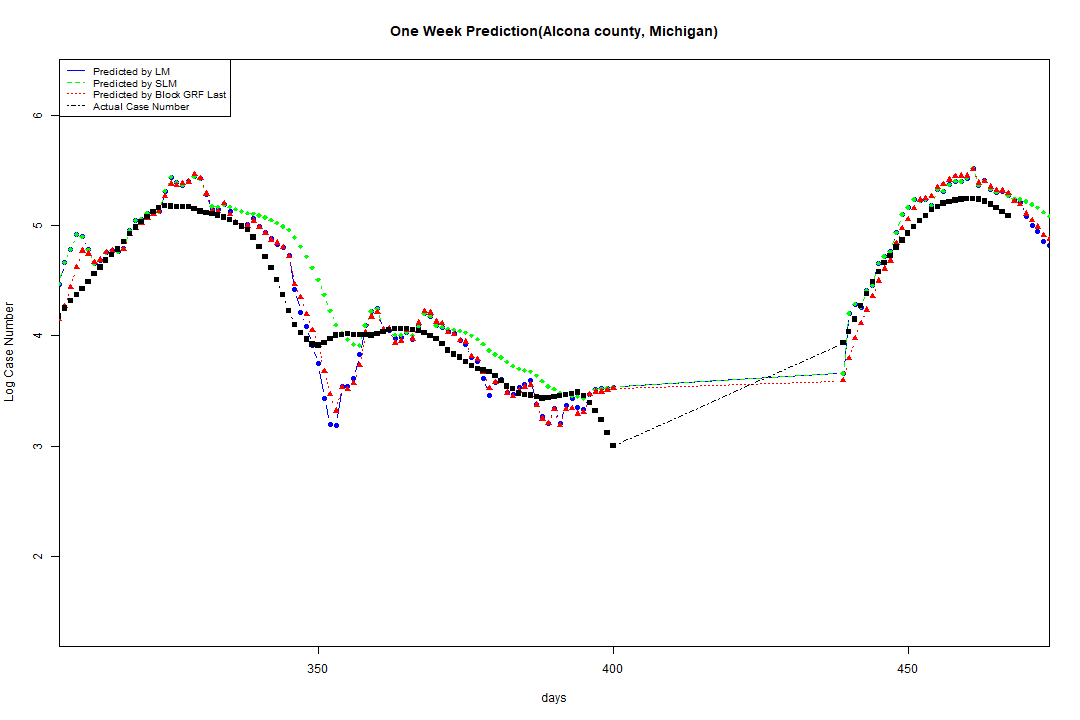 One Week Prediction(Alcona county, Michigan)
Predicted by LM
Predicted by SLM
Predicted by Block GRF Last
Actual Case Number
Log Case Number
6
5
4
3
2
350
400
450
days